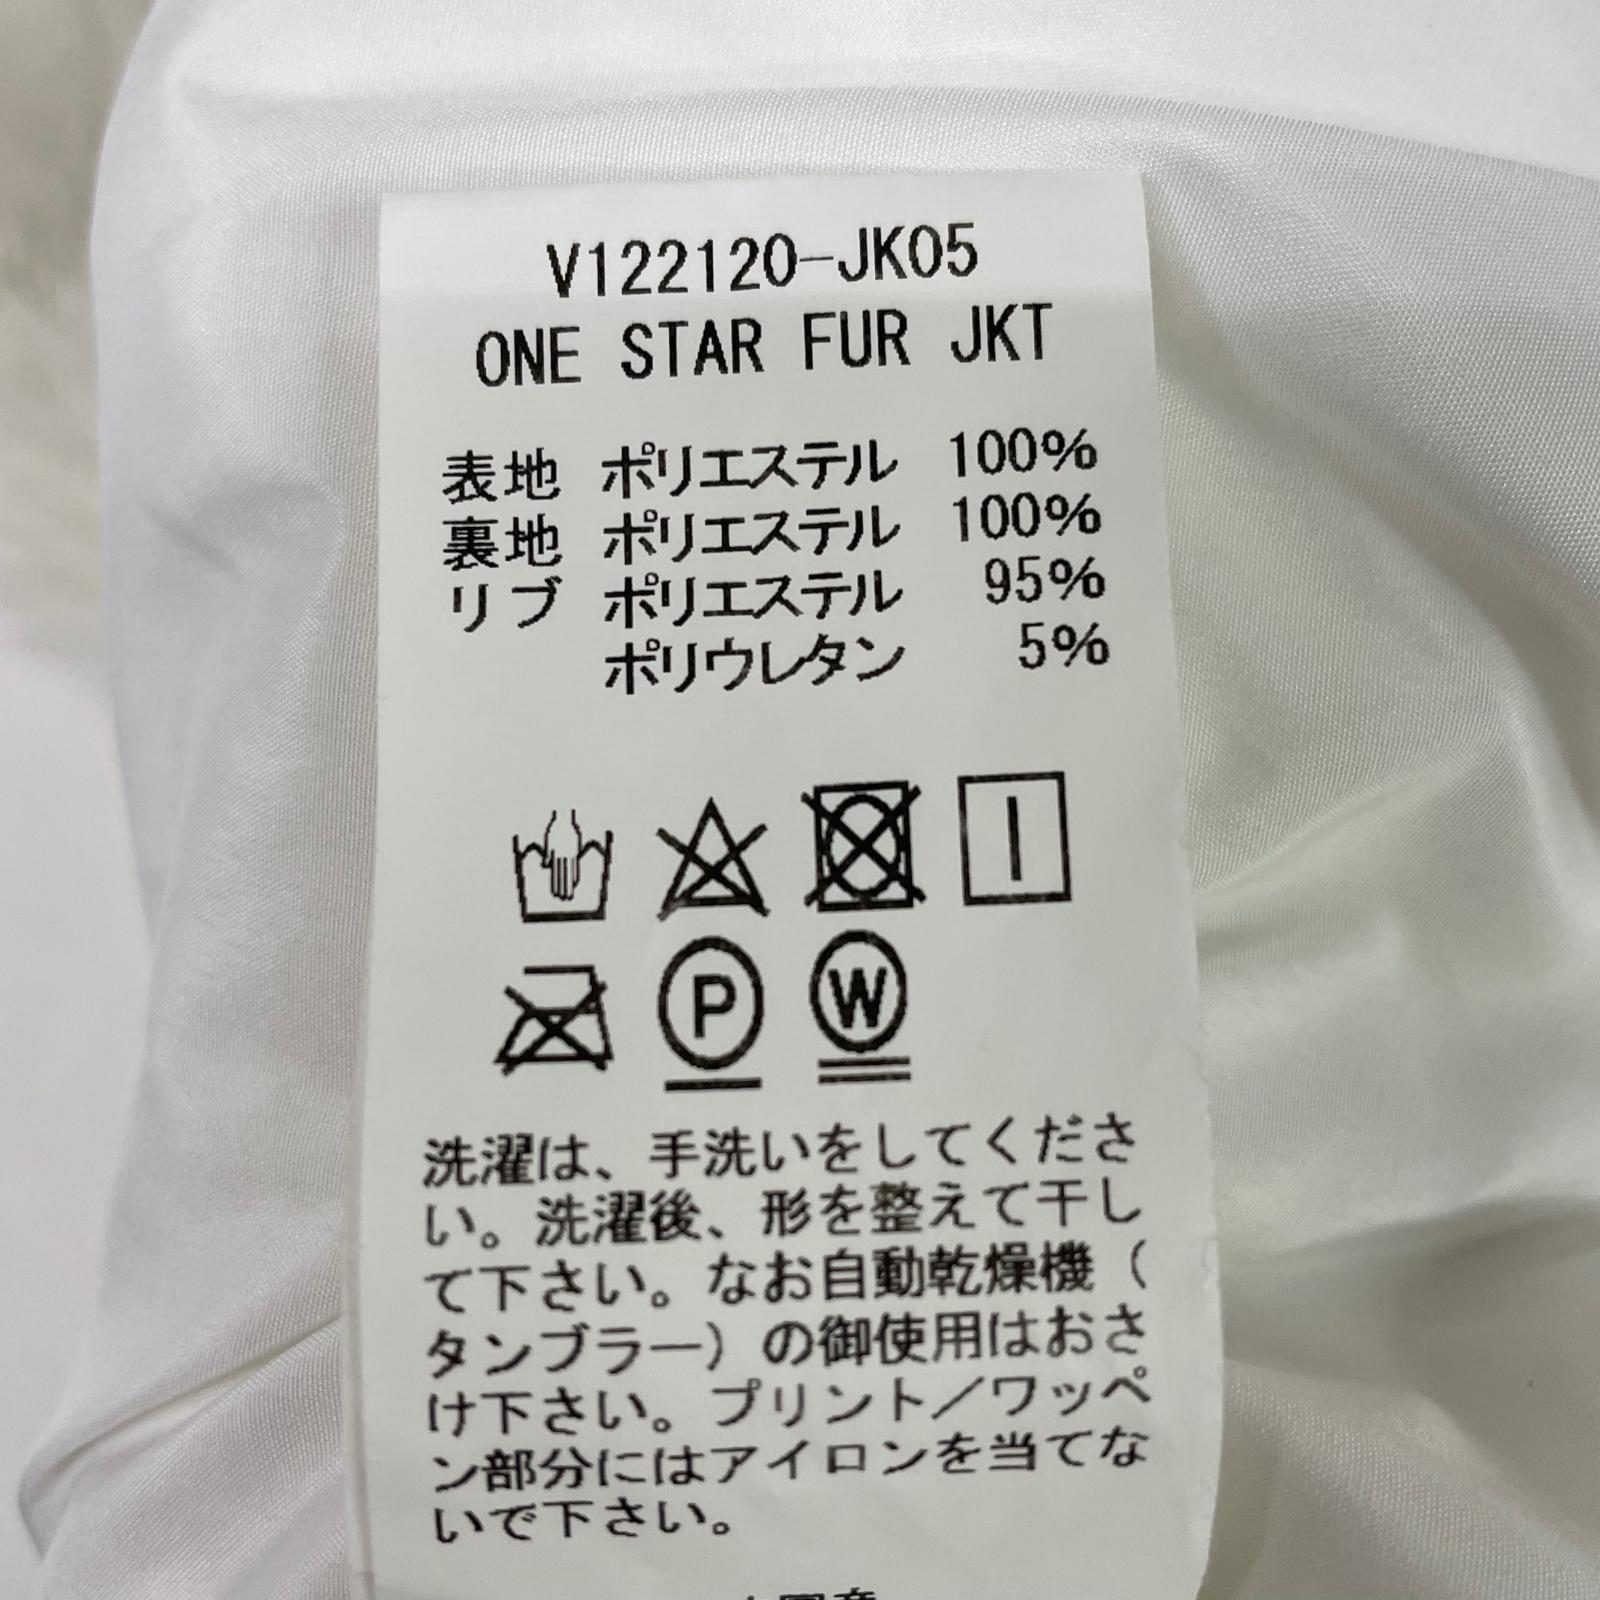 V122120-JK05
ONE STAR FUR JKT
表地 ポリエステル 100%
裏地 ポリエステル 100%
リブ ポリエステル 95%
ポリウレタン 5%
P W
洗濯は、手洗いをしてくださ
い。洗濯後、形を整えて干し
て下さい。なお自動乾燥機(
タンブラー)の御使用はおさ
け下さい。プリント/ワッペ
ン部分にはアイロンを当てな
いで下さい。